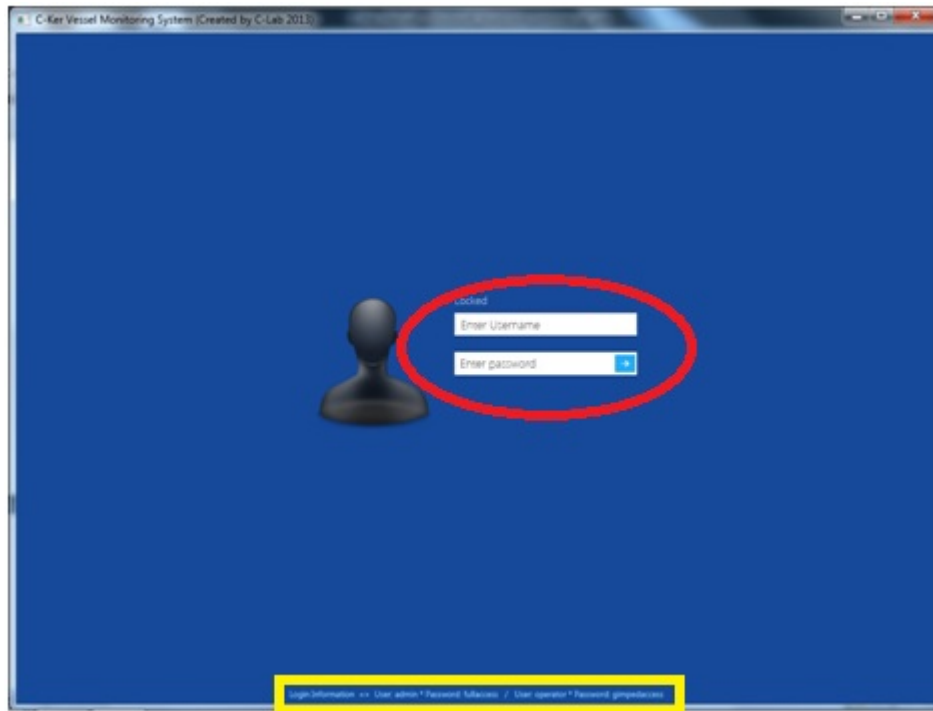 C-Ker Vessel Monitoring System (Created by C-Lab 2013)
Locked
Enter Username
Enter password
Login Information => User: admin * Password: fullaccess / User: operator * Password: gimpedaccess